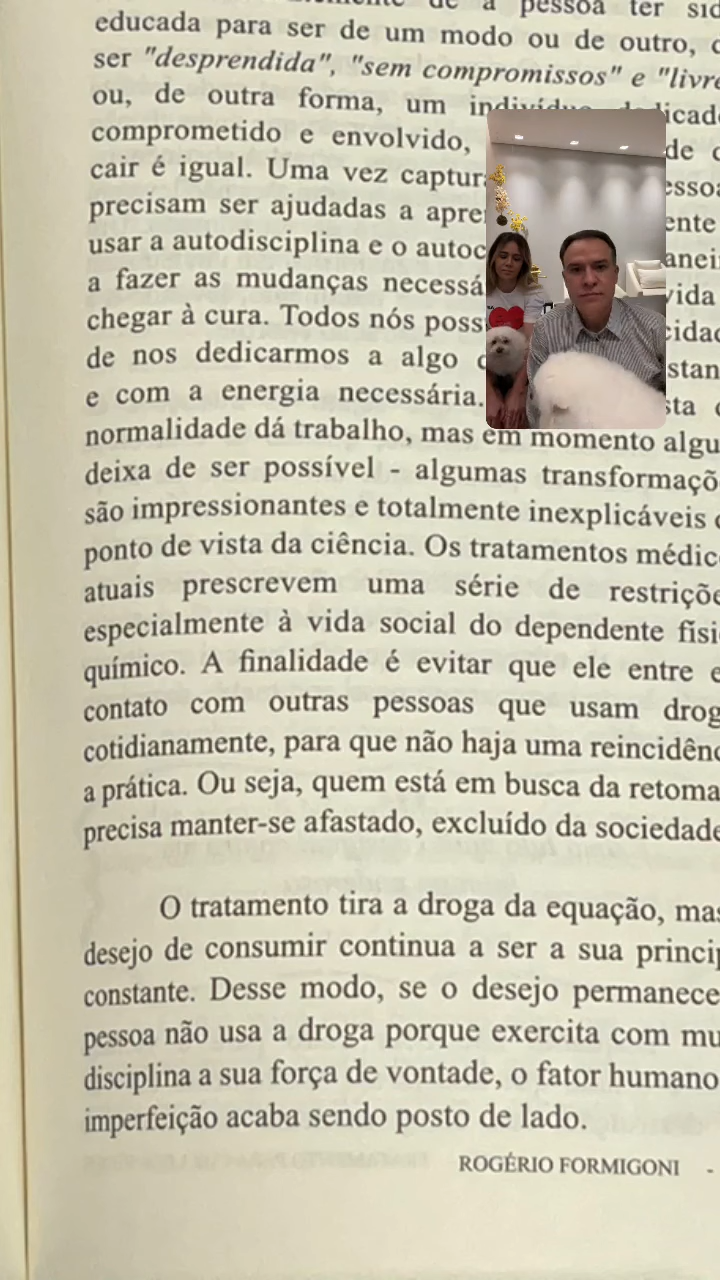 de a pessoa ter
educada para ser de um modo ou de outro,
ser "desprendida", "sem compromissos" e
ou, de outra forma, um
comprometido e envolvido, de
cair é igual. Uma vez
precisam ser ajudadas a
usar a autodisciplina e o
a fazer as mudanças
chegar à cura. Todos nós
de nos dedicarmos a algo
e com a energia necessária.
normalidade dá trabalho, mas em momento
deixa de ser possível - algumas
são impressionantes e totalmente inexplicáveis
ponto de vista da ciência. Os tratamentos
atuais prescrevem uma série de
especialmente à vida social do dependente
químico. A finalidade é evitar que ele entre
contato com outras pessoas que usam
cotidianamente, para que não haja uma
a prática. Ou seja, quem está em busca da
precisa manter-se afastado, excluído da sociedade
O tratamento tira a droga da equação, mas
desejo de consumir continua a ser a sua
constante. Desse modo, se o desejo
pessoa não usa a droga porque exercita com
disciplina a sua força de vontade, o fator humano
imperfeição acaba sendo posto de lado.
ROGÉRIO FORMIGONI -